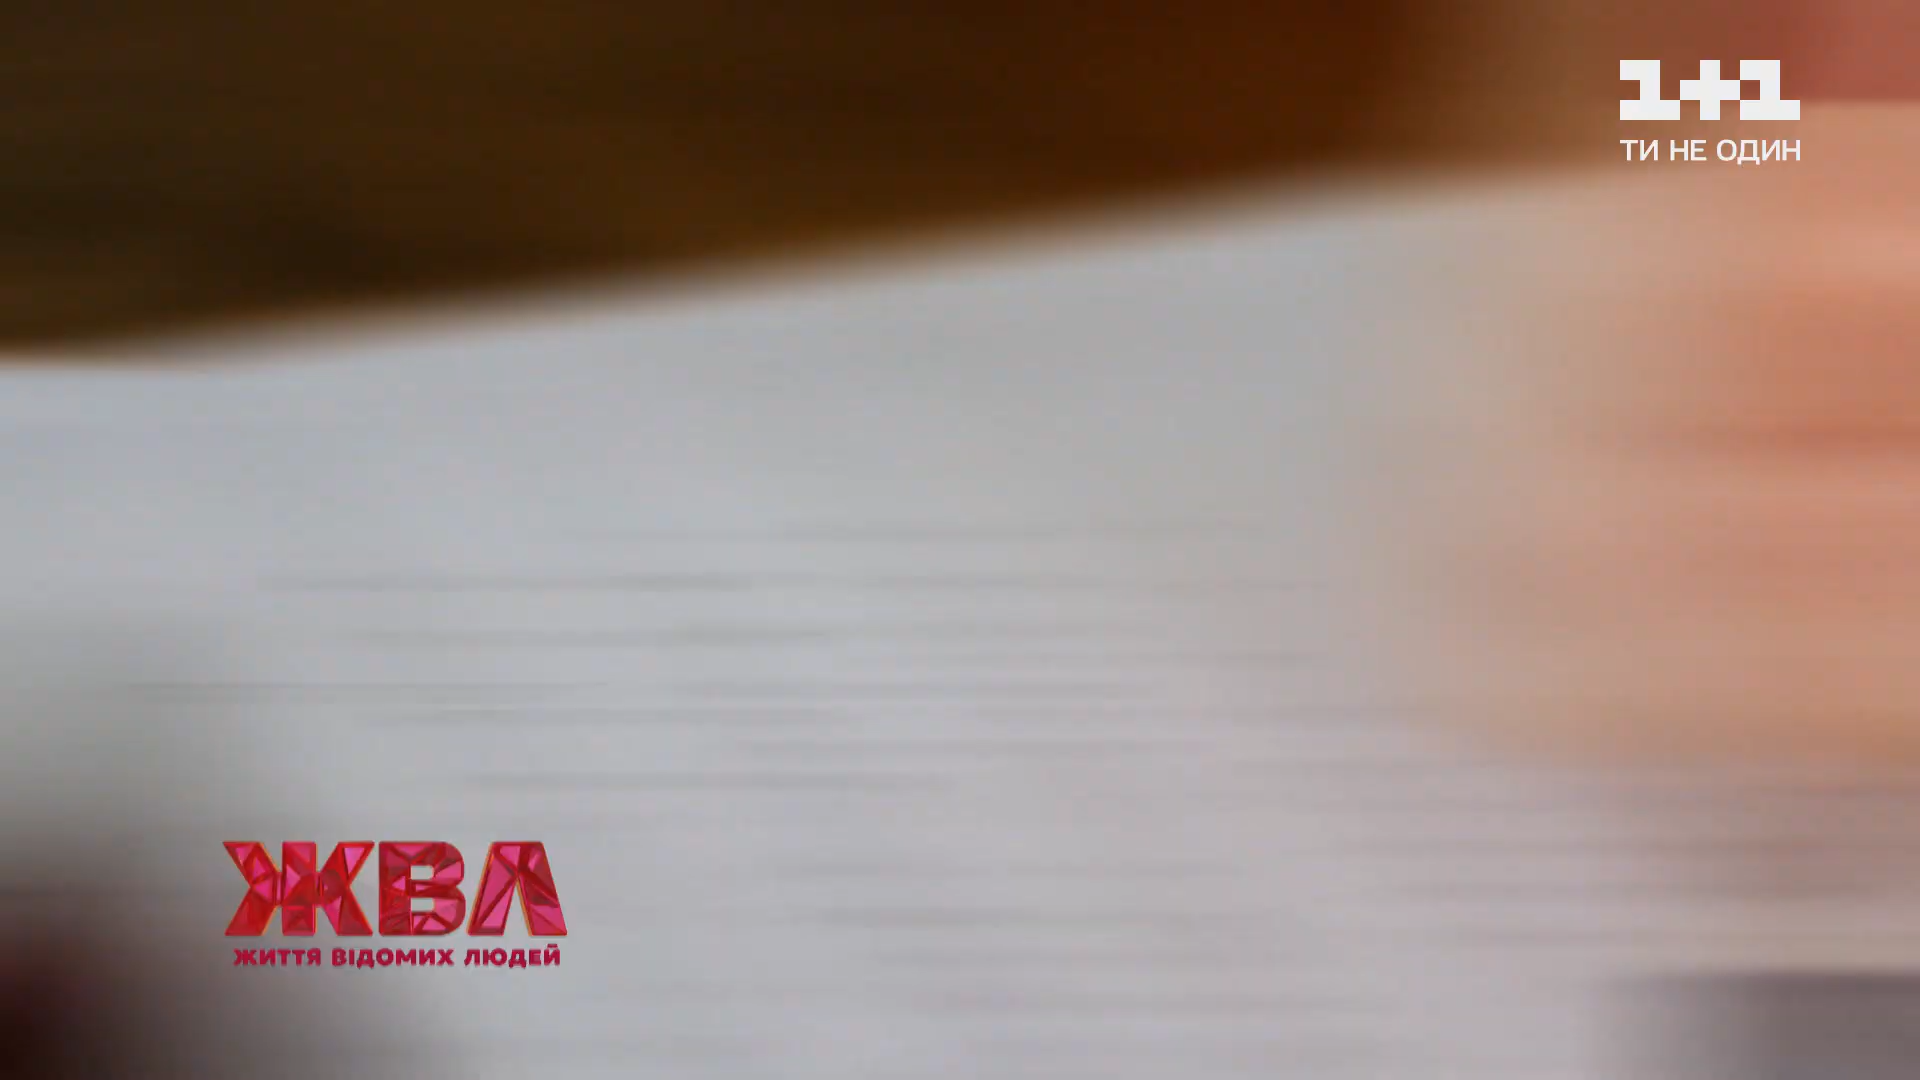 1+1
ТИ НЕ ОДИН
ЖВЛ
ЖИТТЯ ВІДОМИХ ЛЮДЕЙ